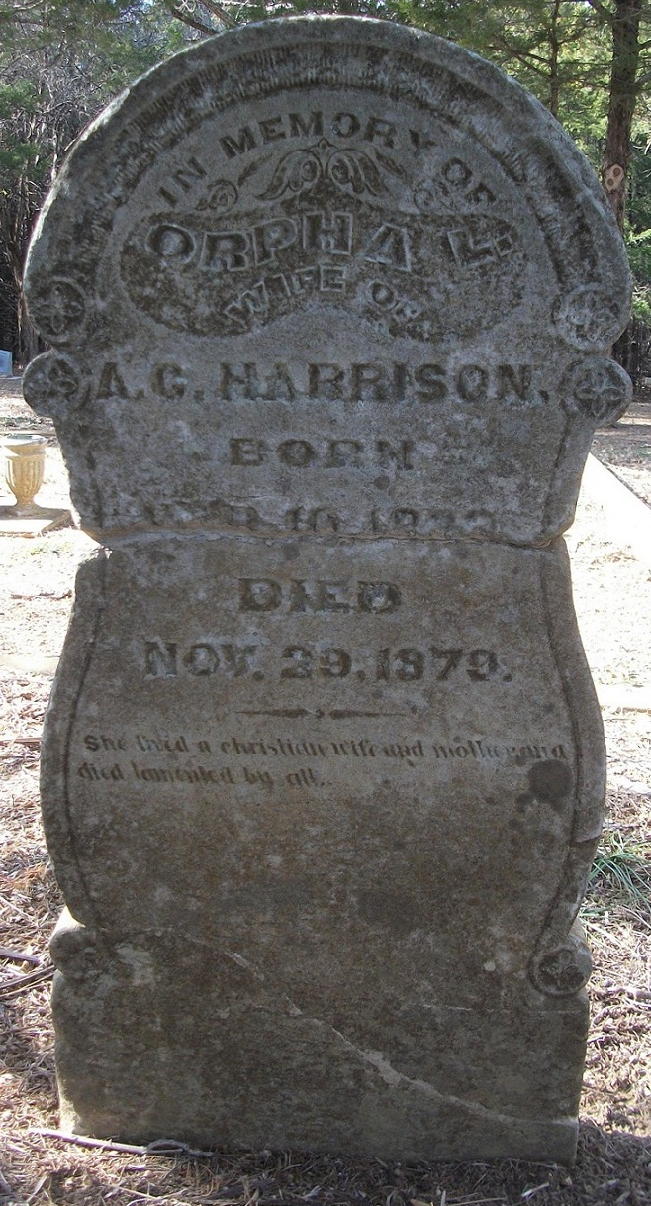 IN MEMORY OF
ORPHA L.
WIFE OF
A. C. HARRISON.
BORN
10, 
DIED
NOV. 29. 1879.
She lived a christian wife and mother and
died lamented by all.